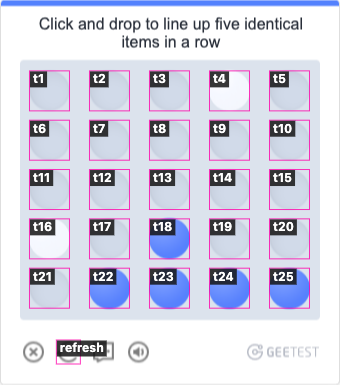 Click and drop to line up five identical
items in a row
t1 t2 t3 t4 t5
t6 t7 t8 t9 t10
t11 t12 t13 t14 t15
t16 t17 t18 t19 t20
t21 t22 t23 t24 t25
refresh
GEETEST